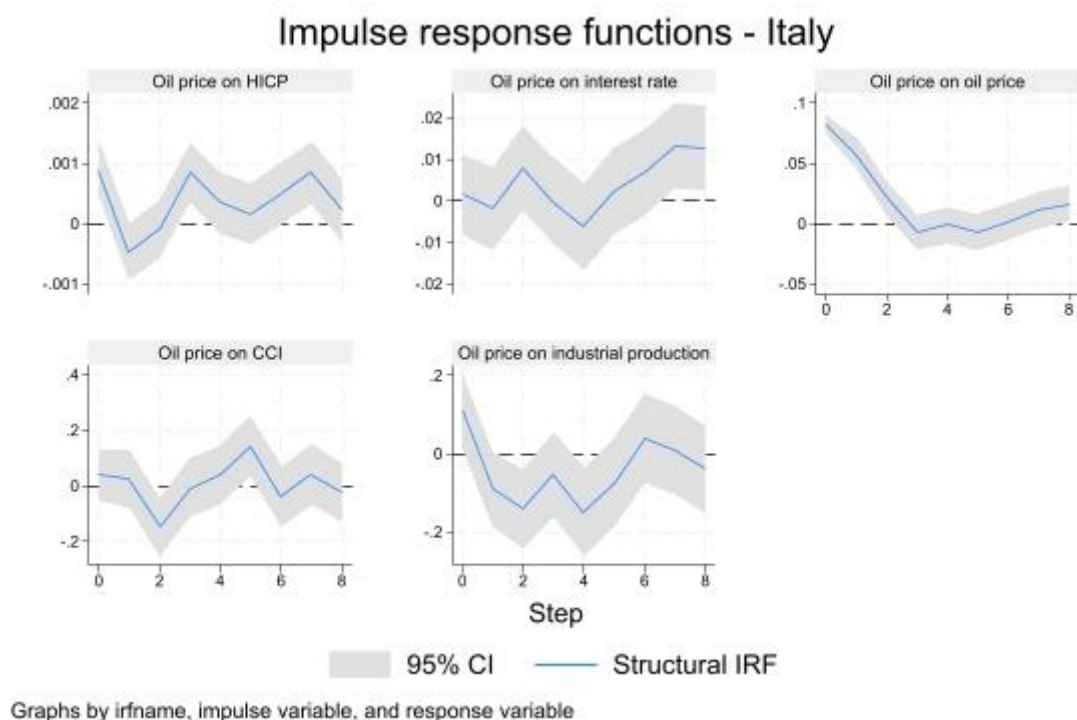 Impulse response functions - Italy
Oil price on HICP
.002
.001
0
-.001
Oil price on interest rate
.02
.01
0
-.01
-.02
Oil price on oil price
.1
.05
0
-.05
0 2 4 6 8
Oil price on CCI
.4
.2
0
-.2
0 2 4 6 8
Oil price on industrial production
.2
0
-.2
0 2 4 6 8
Step
95% CI
Structural IRF
Graphs by irfname, impulse variable, and response variable